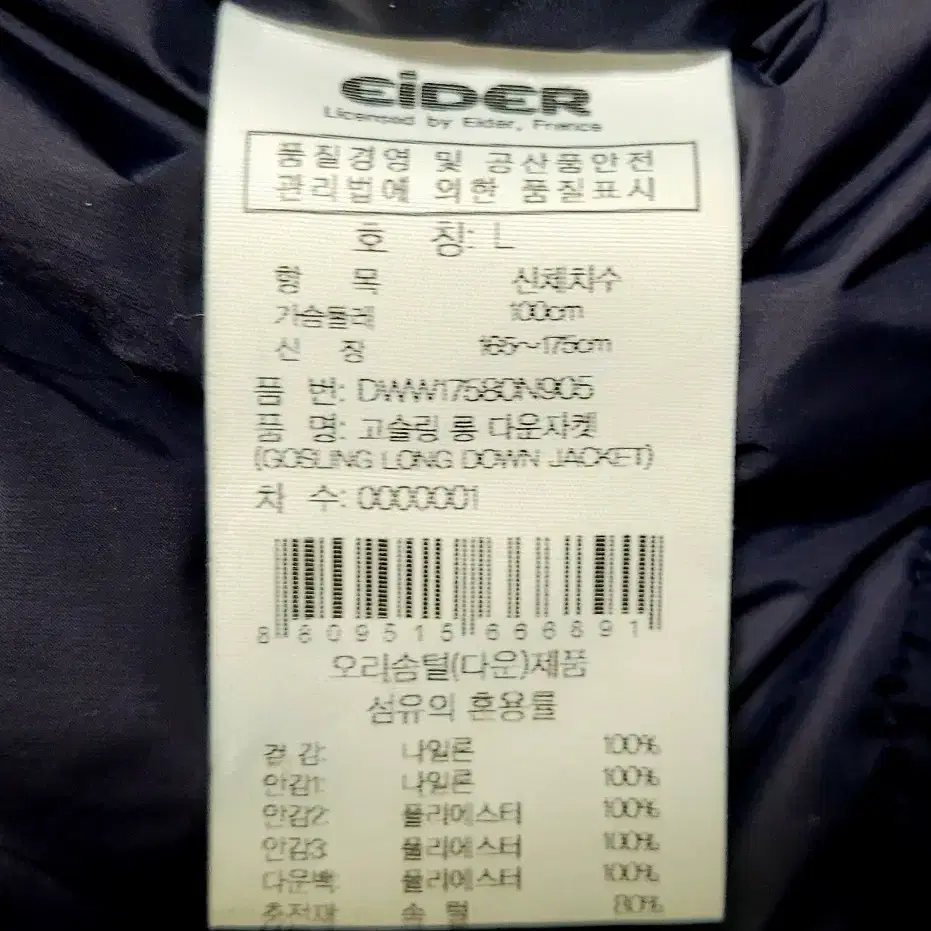 EiDER
Licensed by Eider, France
품질경영 및 공산품안전
관리법에 의한 품질표시
호 칭: L
항 목 신체치수
가슴둘레 100cm
신 장 165~175cm
품 번: DWW17580N905
품 명: 고슬링 롱 다운자켓
(GOSLING LONG DOWN JACKET)
차 수: 0000001
8 809515 666891
오리솜털(다운)제품
섬유의 혼용률
겉 감: 나일론 100%
안감1: 나일론 100%
안감2: 폴리에스터 100%
안감3: 폴리에스터 100%
다운백: 폴리에스터 100%
충전재 솜 털 80%